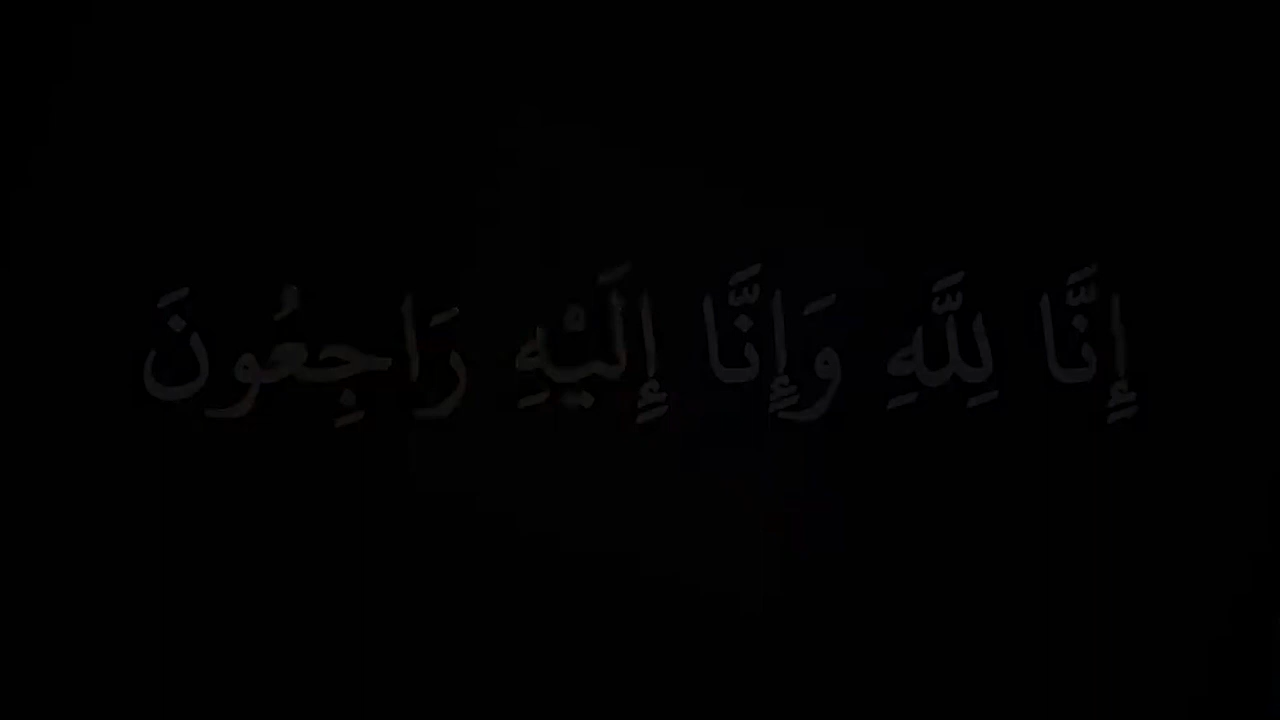 إِنَّا لِلَّهِ وَإِنَّا إِلَيْهِ رَاجِعُونَ